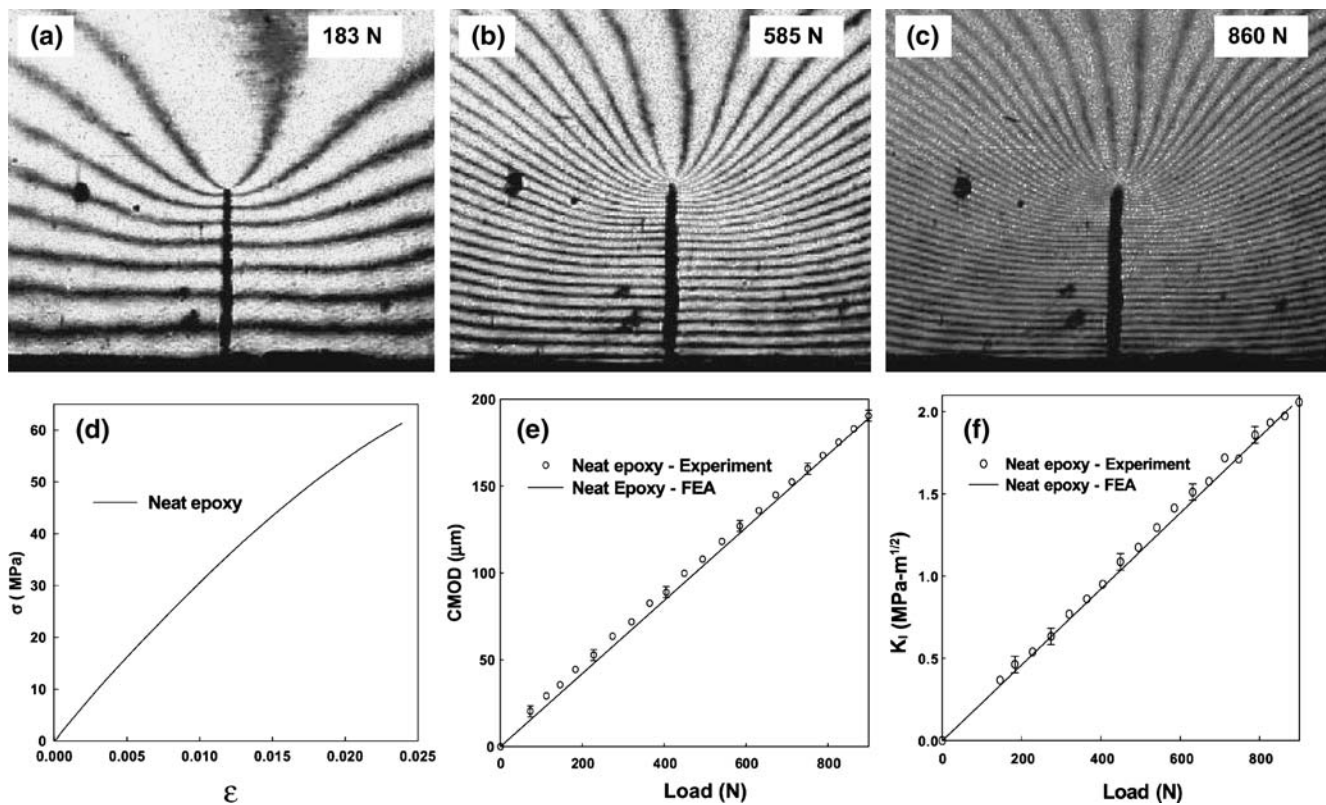 (a)
183 N
(b)
585 N
(c)
860 N
(d)
60
50
40
30
20
10
0
σ ( MPa)
Neat epoxy
0.000
0.005
0.010
0.015
0.020
0.025
ε
(e)
200
150
100
50
0
CMOD (μm)
Neat epoxy - Experiment
Neat Epoxy - FEA
0
200
400
600
800
Load (N)
(f)
2.0
1.5
1.0
0.5
0.0
K_I (MPa-m^1/2)
Neat epoxy - Experiment
Neat epoxy - FEA
0
200
400
600
800
Load (N)